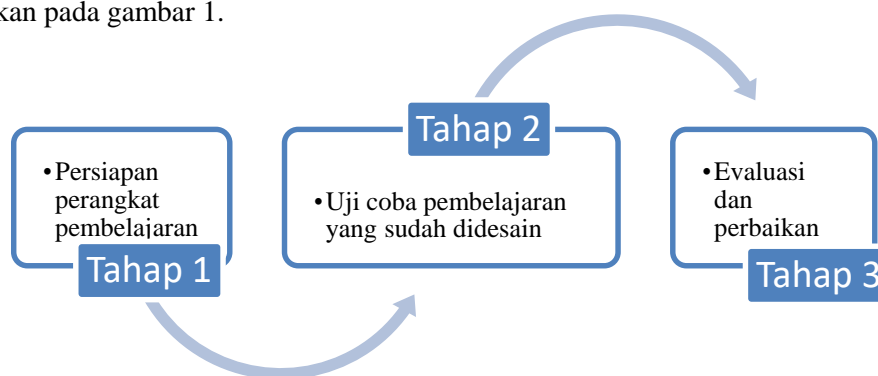 kan pada gambar 1.
•Persiapan
perangkat
pembelajaran
Tahap 1
Tahap 2
•Uji coba pembelajaran
yang sudah didesain
•Evaluasi
dan
perbaikan
Tahap 3